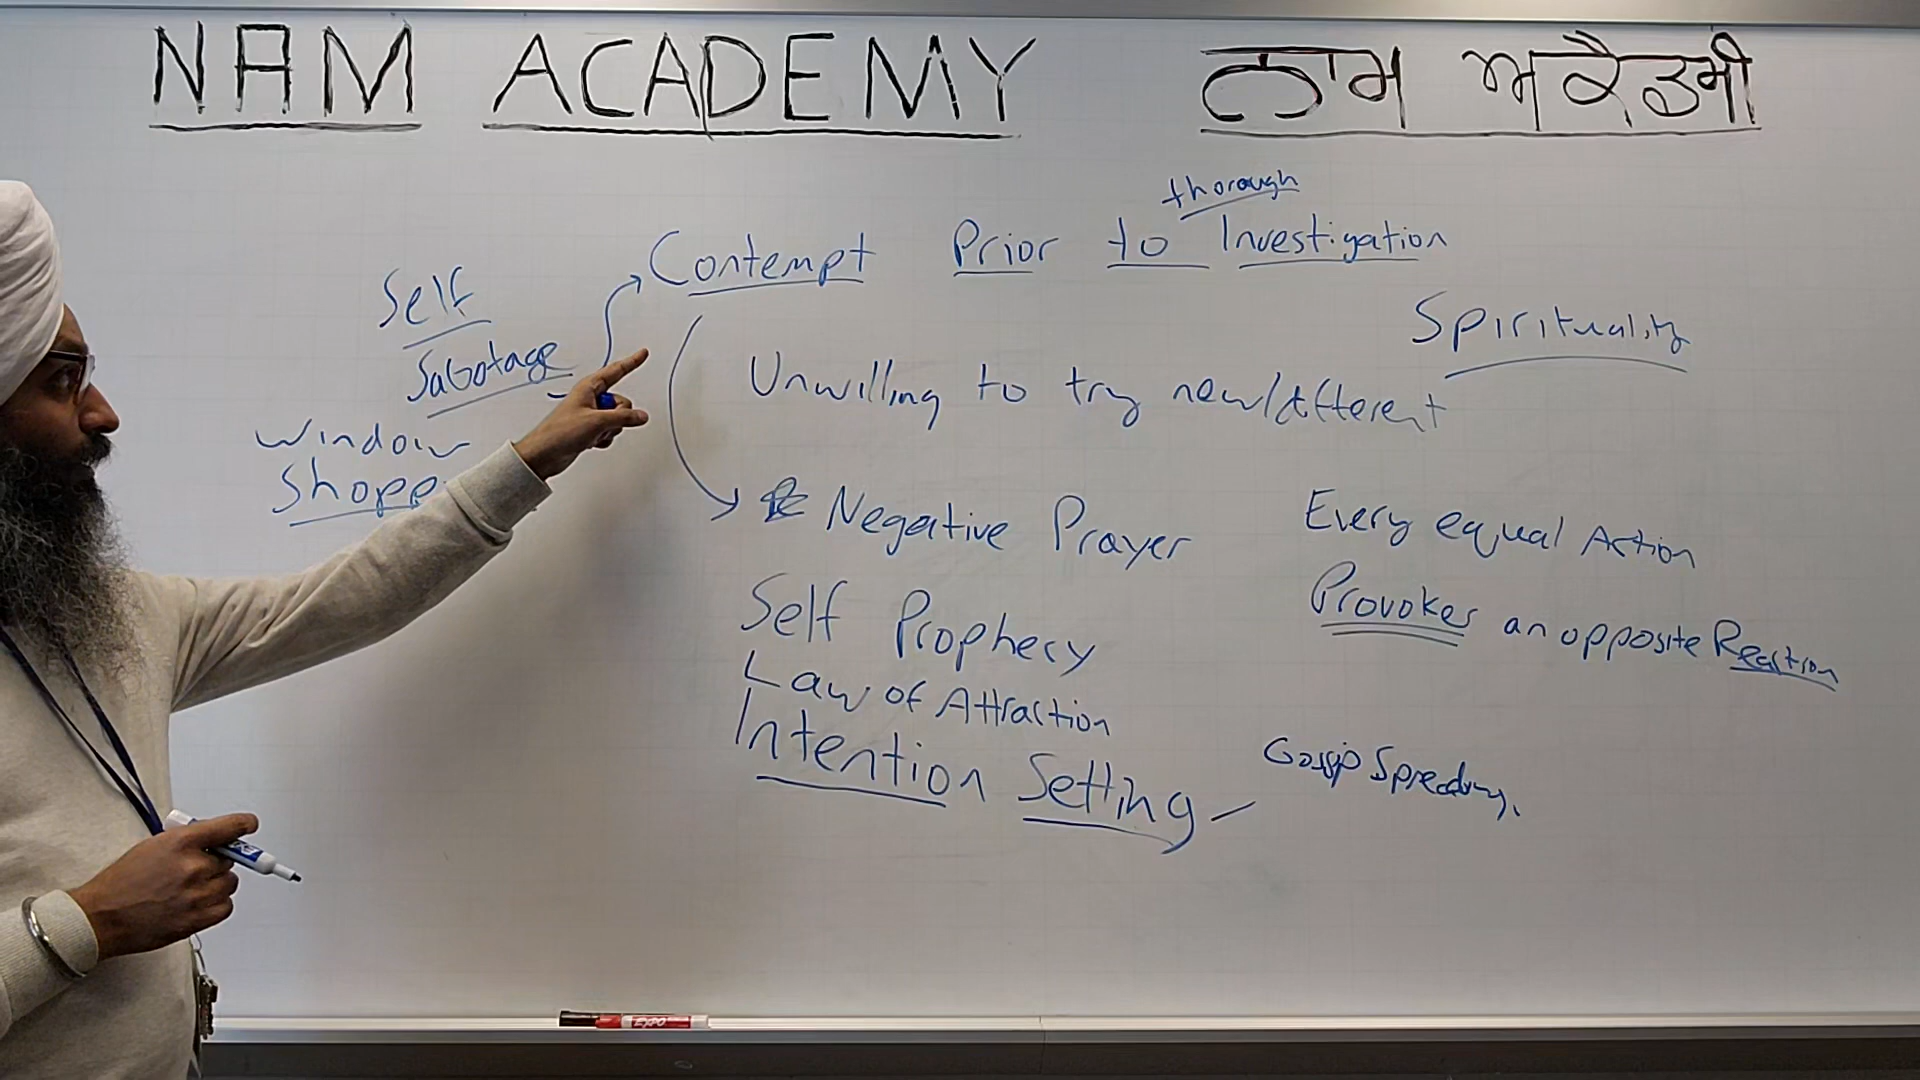 NAM ACADEMY ਨਾਮ ਅਕੈਡਮੀ
thorough
Contempt Prior to Investigation
Self
Sabotage
Spirituality
Unwilling to try new/different
Window
Shopp
Negative Prayer
Every equal Action
Provokes an opposite Reaction
Self Prophecy
Law of Attraction
Intention Setting –
Gossip Spreading.
EXPO